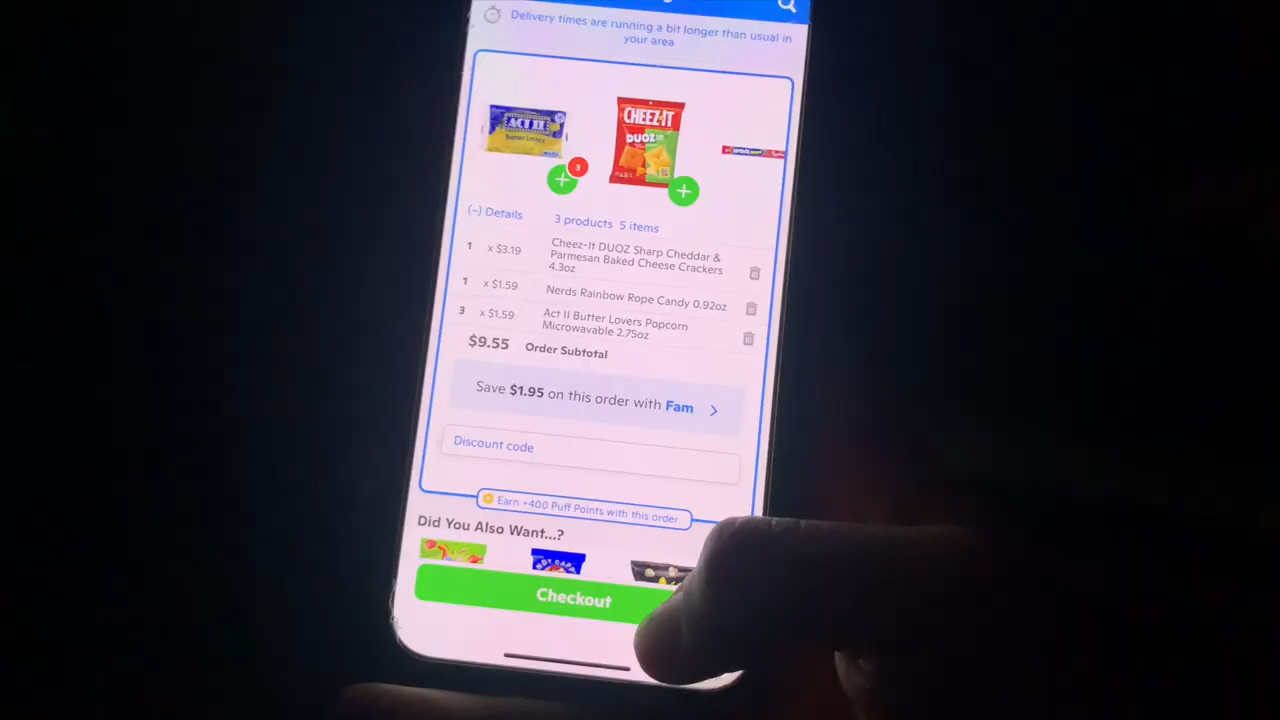 Delivery times are running a bit longer than usual in
your area
ACT II
Butter Lovers
CHEEZ-IT
DUOZ
3
(-) Details
3 products 5 items
1 x $3.19 Cheez-It DUOZ Sharp Cheddar &
Parmesan Baked Cheese Crackers
4.3oz
1 x $1.59 Nerds Rainbow Rope Candy 0.92oz
3 x $1.59 Act II Butter Lovers Popcorn
Microwavable 2.75oz
$9.55 Order Subtotal
Save $1.95 on this order with Fam
Discount code
Earn +400 Puff Points with this order
Did You Also Want...?
Checkout